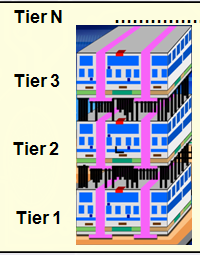 Tier N ................
Tier 3
Tier 2
Tier 1